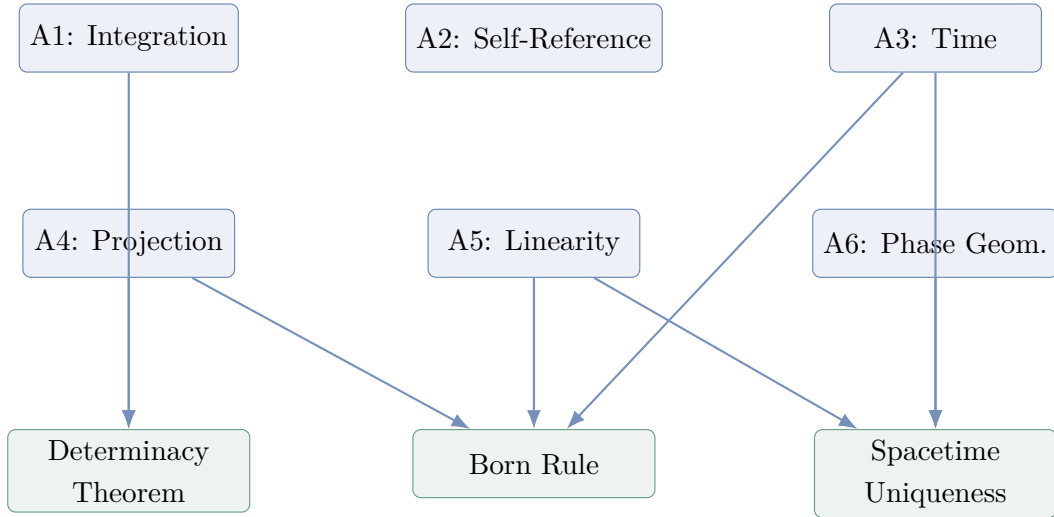 A1: Integration
A2: Self-Reference
A3: Time
A4: Projection
A5: Linearity
A6: Phase Geom.
Determinacy
Theorem
Born Rule
Spacetime
Uniqueness